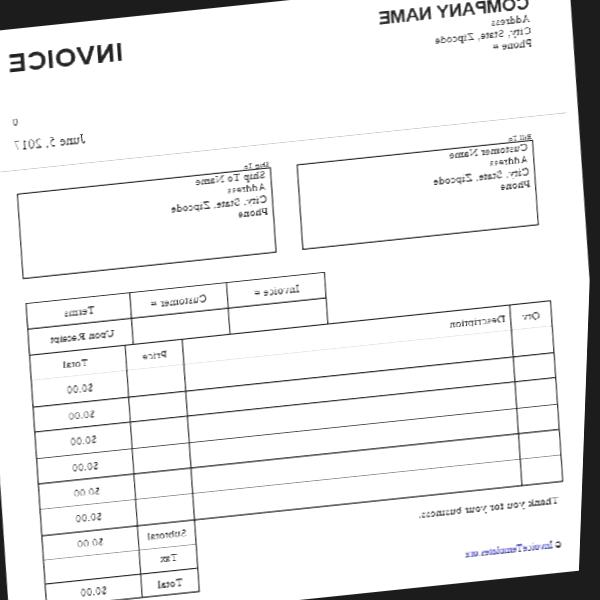 COMPANY NAME
Address
City, State, Zipcode
Phone #
INVOICE
0
June 5, 2017
Bill To
Customer Name
Address
City, State, Zipcode
Phone
Ship To
Ship To Name
Address
City, State, Zipcode
Phone
Invoice # Customer # Terms
Upon Receipt
Qty Description Price Total
$0.00
$0.00
$0.00
$0.00
$0.00
$0.00
Subtotal $0.00
Tax
Total $0.00
Thank you for your business.
© InvoiceTemplates.org